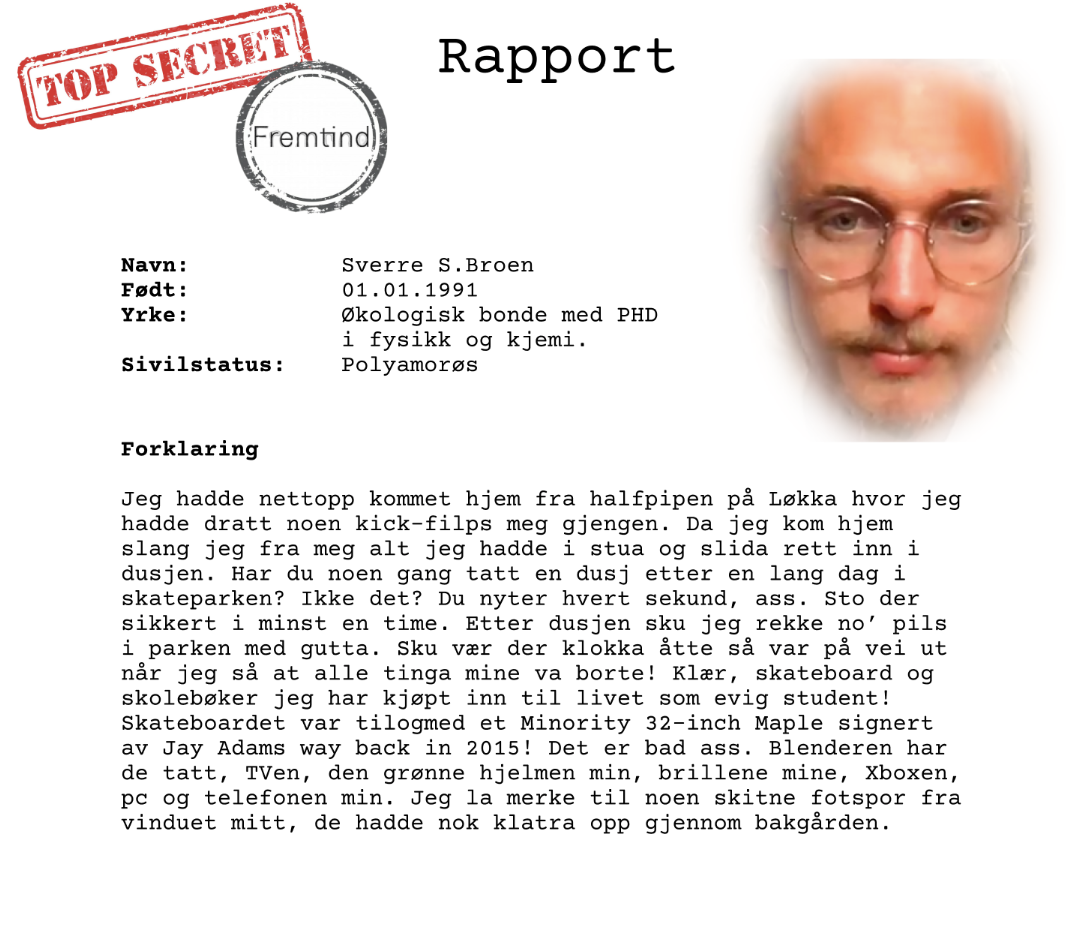 TOP SECRET
Rapport
Fremtind
Navn: Sverre S.Broen
Født: 01.01.1991
Yrke: Økologisk bonde med PHD
i fysikk og kjemi.
Sivilstatus: Polyamorøs
Forklaring
Jeg hadde nettopp kommet hjem fra halfpipen på Løkka hvor jeg
hadde dratt noen kick-filps meg gjengen. Da jeg kom hjem
slang jeg fra meg alt jeg hadde i stua og slida rett inn i
dusjen. Har du noen gang tatt en dusj etter en lang dag i
skateparken? Ikke det? Du nyter hvert sekund, ass. Sto der
sikkert i minst en time. Etter dusjen sku jeg rekke no’ pils
i parken med gutta. Sku vær der klokka åtte så var på vei ut
når jeg så at alle tinga mine va borte! Klær, skateboard og
skolebøker jeg har kjøpt inn til livet som evig student!
Skateboardet var tilogmed et Minority 32-inch Maple signert
av Jay Adams way back in 2015! Det er bad ass. Blenderen har
de tatt, TVen, den grønne hjelmen min, brillene mine, Xboxen,
pc og telefonen min. Jeg la merke til noen skitne fotspor fra
vinduet mitt, de hadde nok klatra opp gjennom bakgården.